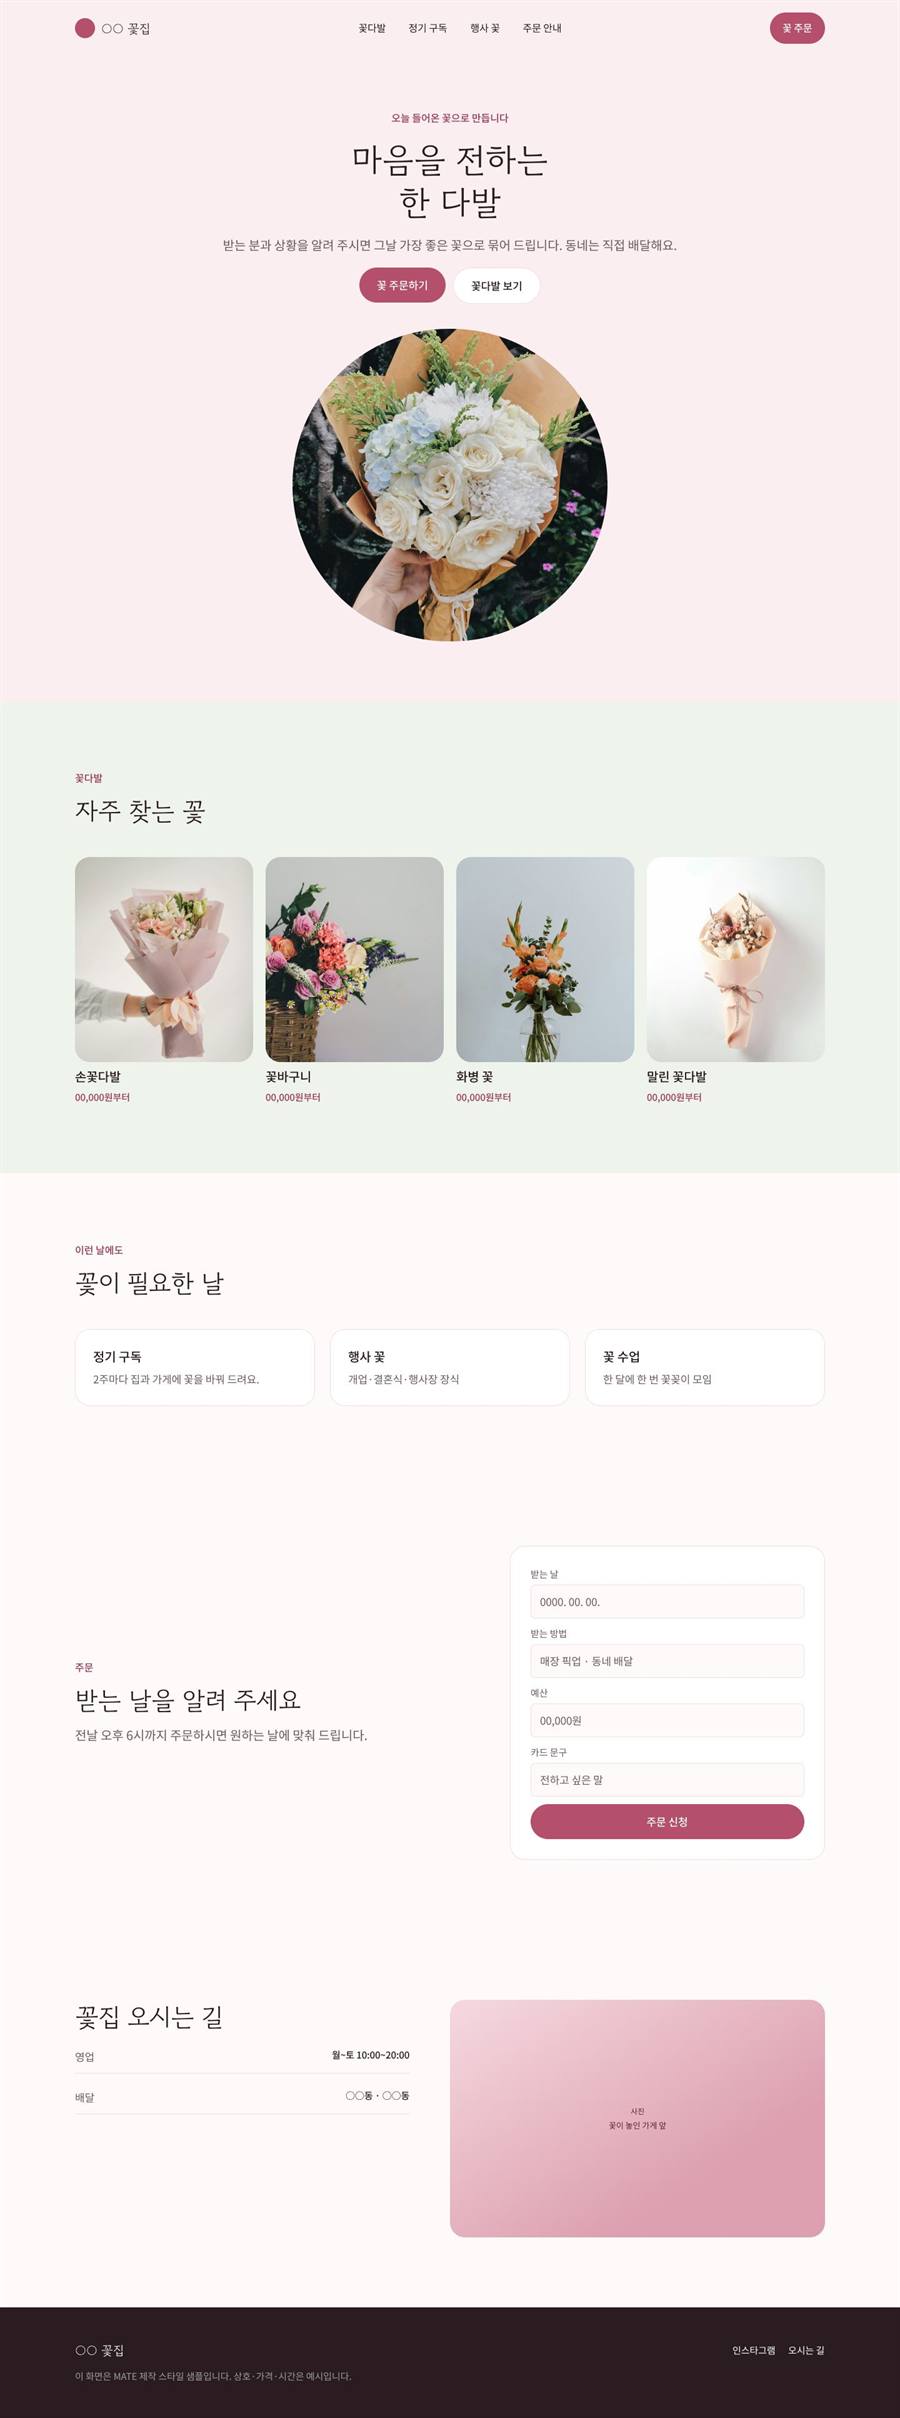 ○○ 꽃집
꽃다발 정기 구독 행사 꽃 주문 안내
꽃 주문
오늘 들어온 꽃으로 만듭니다
마음을 전하는
한 다발
받는 분과 상황을 알려 주시면 그날 가장 좋은 꽃으로 묶어 드립니다. 동네는 직접 배달해요.
꽃 주문하기 꽃다발 보기
꽃다발
자주 찾는 꽃
손꽃다발
00,000원부터
꽃바구니
00,000원부터
화병 꽃
00,000원부터
말린 꽃다발
00,000원부터
이런 날에도
꽃이 필요한 날
정기 구독
2주마다 집과 가게에 꽃을 바꿔 드려요.
행사 꽃
개업·결혼식·행사장 장식
꽃 수업
한 달에 한 번 꽃꽂이 모임
주문
받는 날을 알려 주세요
전날 오후 6시까지 주문하시면 원하는 날에 맞춰 드립니다.
받는 날
0000. 00. 00.
받는 방법
매장 픽업 · 동네 배달
예산
00,000원
카드 문구
전하고 싶은 말
주문 신청
꽃집 오시는 길
영업 월~토 10:00~20:00
배달 ○○동 · ○○동
사진
꽃이 놓인 가게 앞
○○ 꽃집
이 화면은 MATE 제작 스타일 샘플입니다. 상호·가격·시간은 예시입니다.
인스타그램 오시는 길